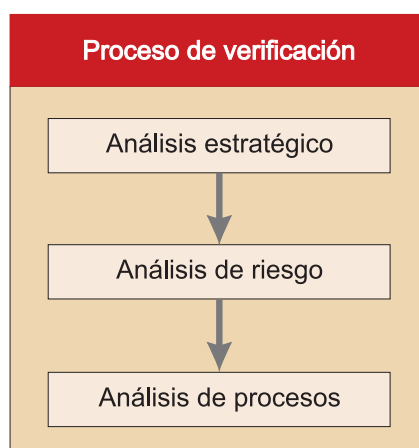 Proceso de verificación
Análisis estratégico
Análisis de riesgo
Análisis de procesos